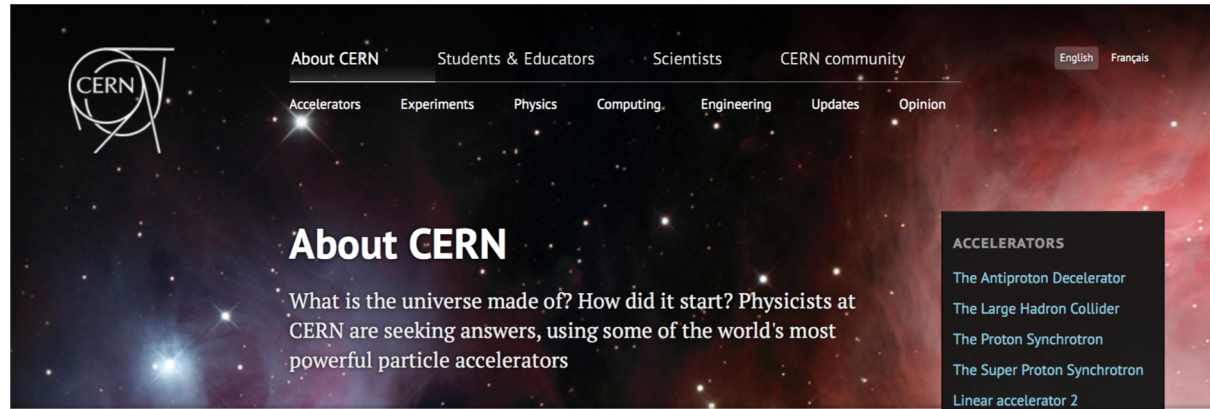 CERN
About CERN
Students & Educators
Scientists
CERN community
English
Français
Accelerators
Experiments
Physics
Computing
Engineering
Updates
Opinion
About CERN
What is the universe made of? How did it start? Physicists at
CERN are seeking answers, using some of the world's most
powerful particle accelerators
ACCELERATORS
The Antiproton Decelerator
The Large Hadron Collider
The Proton Synchrotron
The Super Proton Synchrotron
Linear accelerator 2